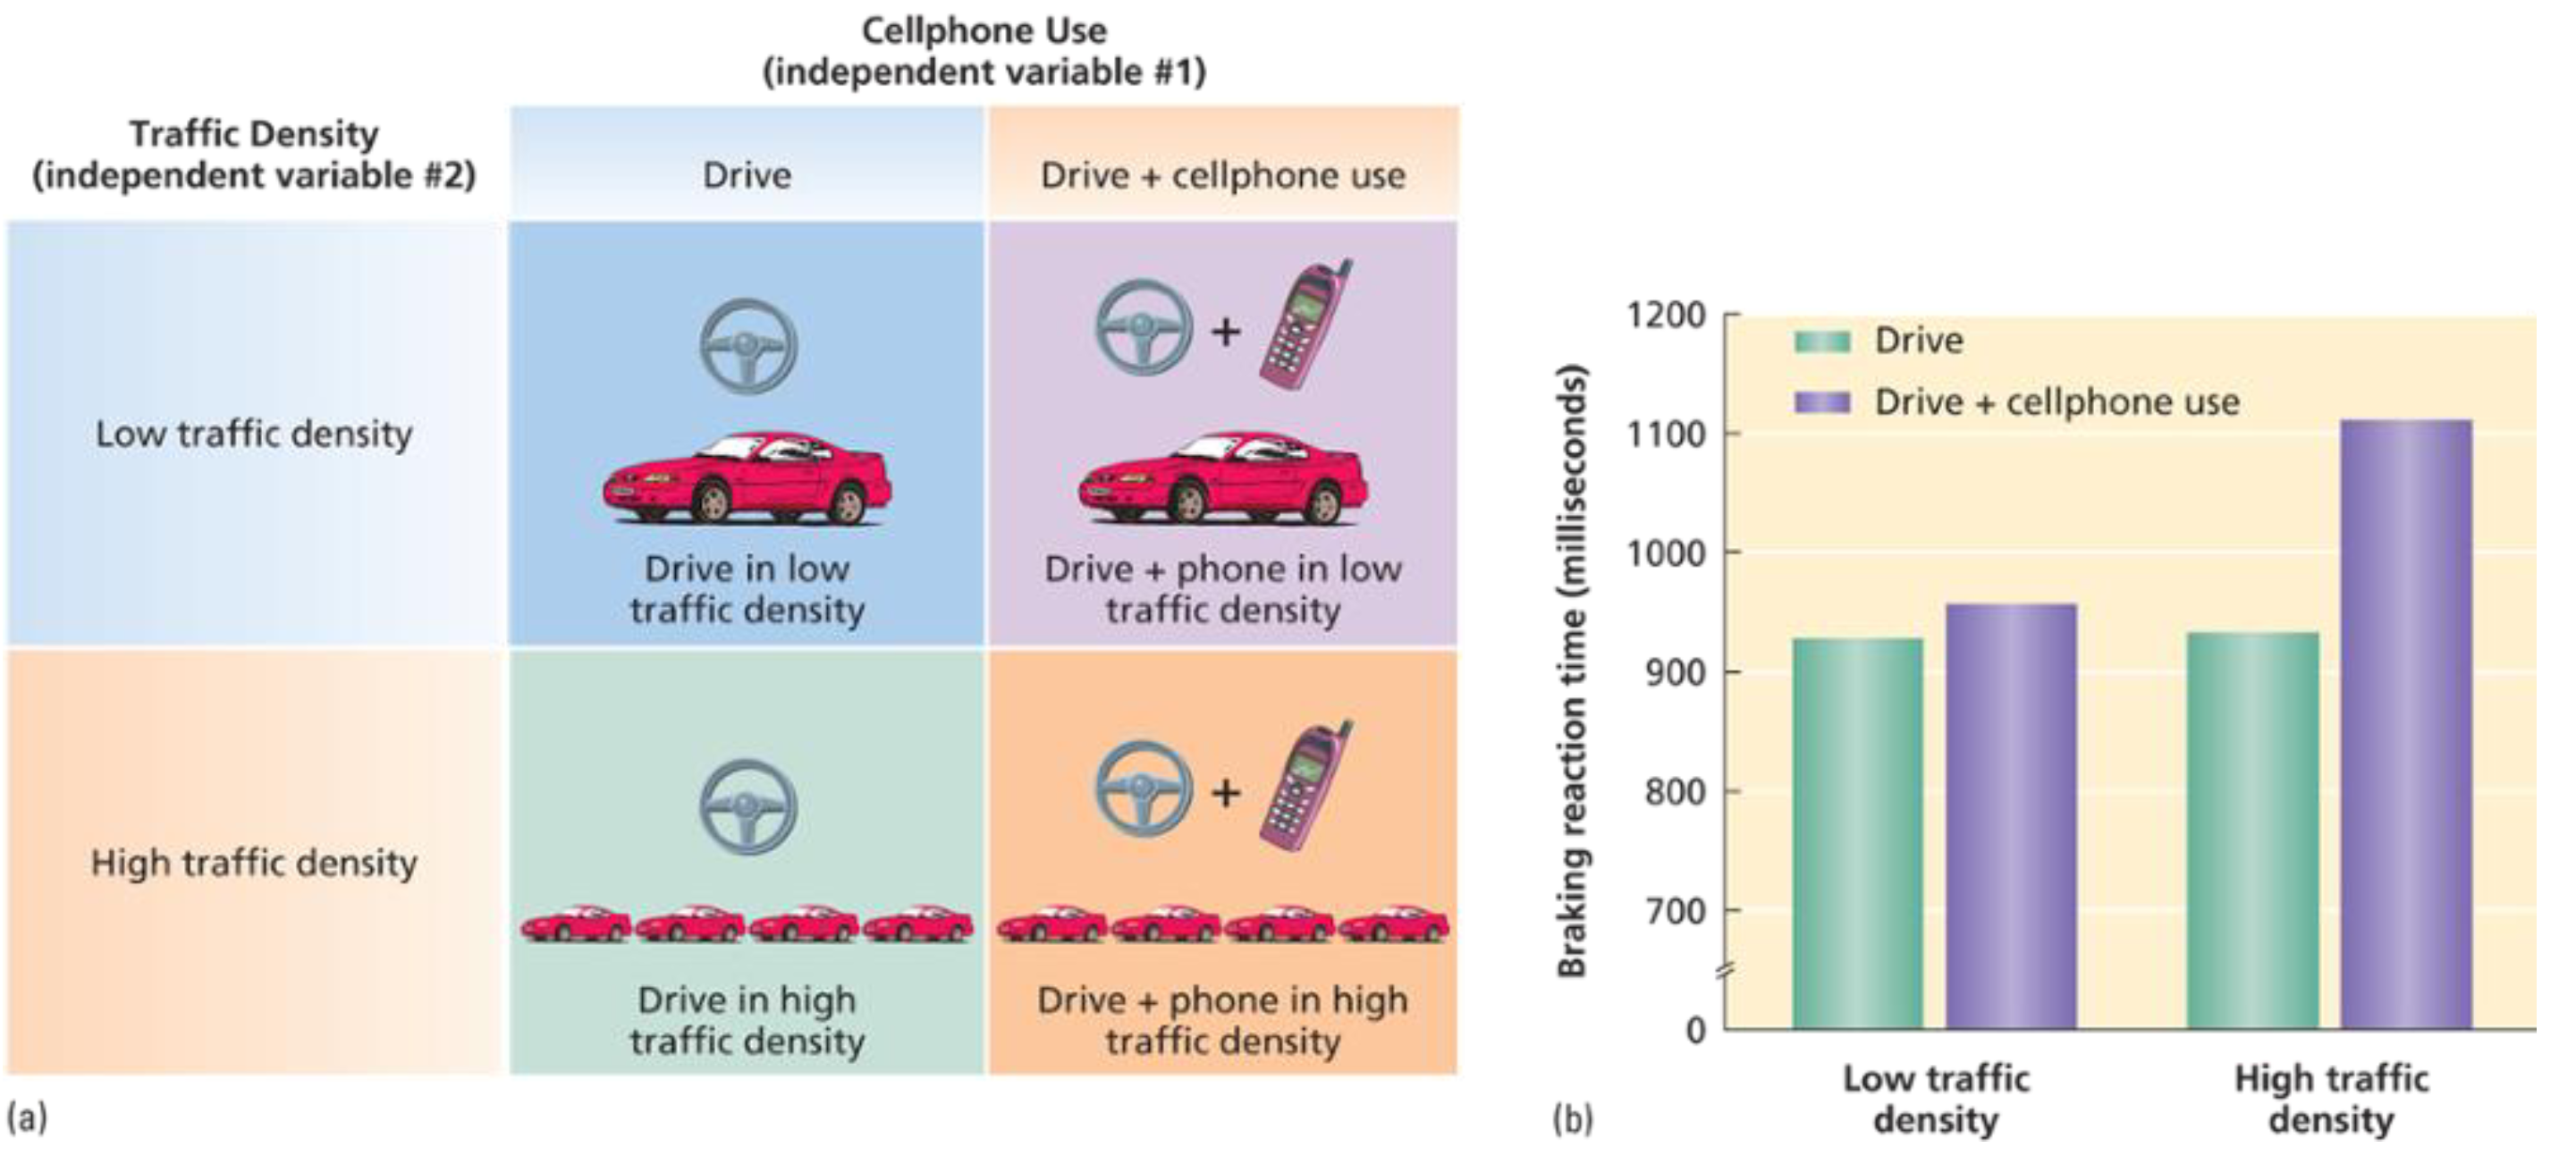 Cellphone Use
(independent variable #1)
Traffic Density
(independent variable #2)
Drive
Drive + cellphone use
Low traffic density
Drive in low
traffic density
Drive + phone in low
traffic density
High traffic density
Drive in high
traffic density
Drive + phone in high
traffic density
(a)
Braking reaction time (milliseconds)
1200
1100
1000
900
800
700
0
Drive
Drive + cellphone use
Low traffic
density
High traffic
density
(b)